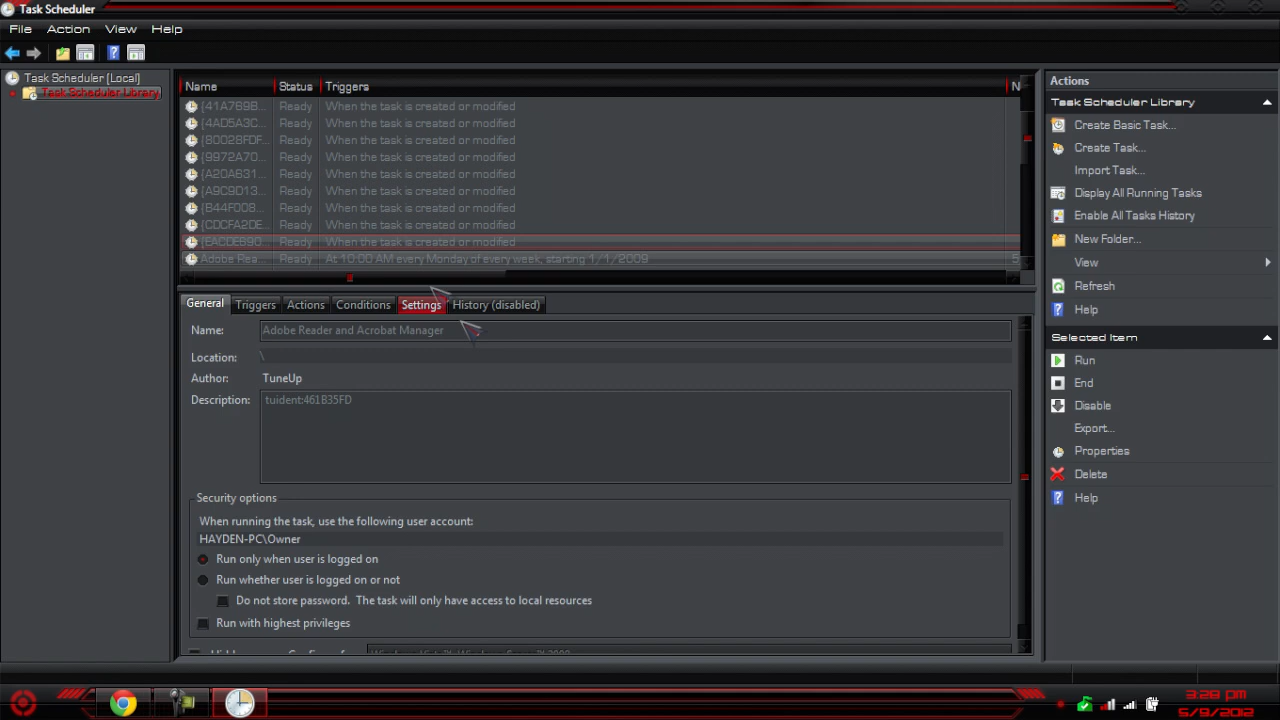 Task Scheduler
File Action View Help
Task Scheduler (Local)
Task Scheduler Library
Name Status Triggers N
{41A769B... Ready When the task is created or modified
{4AD5A3C... Ready When the task is created or modified
{8002BFDF... Ready When the task is created or modified
{9972A70... Ready When the task is created or modified
{A20A631... Ready When the task is created or modified
{A9C9D13... Ready When the task is created or modified
{B44F008... Ready When the task is created or modified
{CDCFA2DE... Ready When the task is created or modified
{EACDE690... Ready When the task is created or modified
Adobe Rea... Ready At 10:00 AM every Monday of every week, starting 1/1/2009 5
General Triggers Actions Conditions Settings History (disabled)
Name: Adobe Reader and Acrobat Manager
Location: \
Author: TuneUp
Description: tuident:461B35FD
Security options
When running the task, use the following user account:
HAYDEN-PC\Owner
Run only when user is logged on
Run whether user is logged on or not
Do not store password. The task will only have access to local resources
Run with highest privileges
Actions
Task Scheduler Library
Create Basic Task...
Create Task...
Import Task...
Display All Running Tasks
Enable All Tasks History
New Folder...
View
Refresh
Help
Selected Item
Run
End
Disable
Export...
Properties
Delete
Help
3:28 PM
5/9/2012